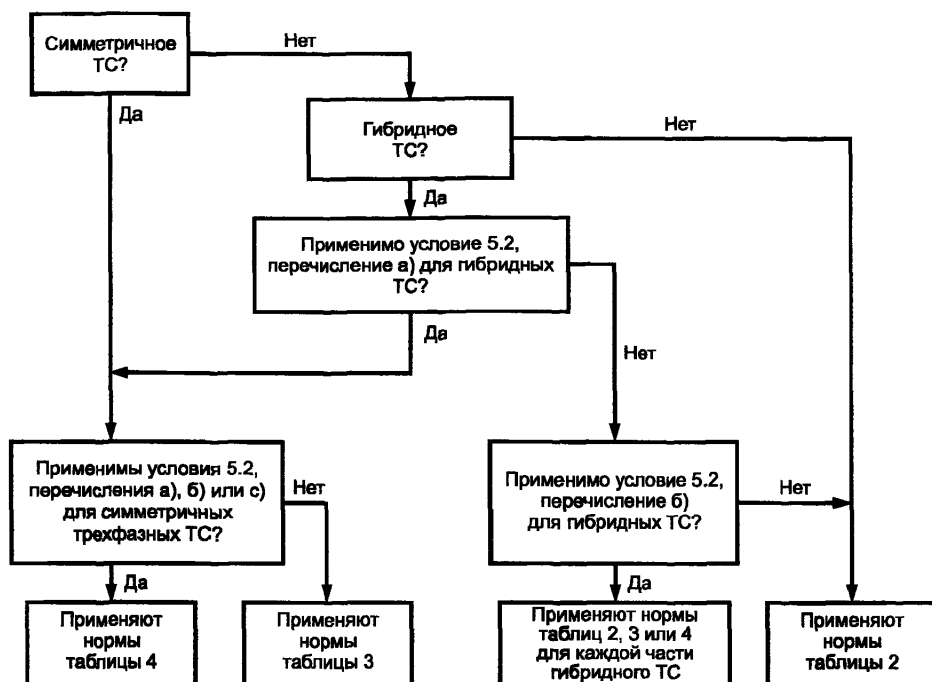 Симметричное
ТС?
Нет
Да
Гибридное
ТС?
Нет
Да
Применимо условие 5.2,
перечисление а) для гибридных
ТС?
Да
Нет
Применимы условия 5.2,
перечисления а), б) или с)
для симметричных
трехфазных ТС?
Нет
Да
Применимо условие 5.2,
перечисление б)
для гибридных ТС?
Нет
Да
Применяют
нормы
таблицы 4
Применяют
нормы
таблицы 3
Применяют нормы
таблиц 2, 3 или 4
для каждой части
гибридного ТС
Применяют
нормы
таблицы 2